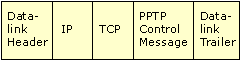 Data-
link
Header
IP
TCP
PPTP
Control
Message
Data-
link
Trailer